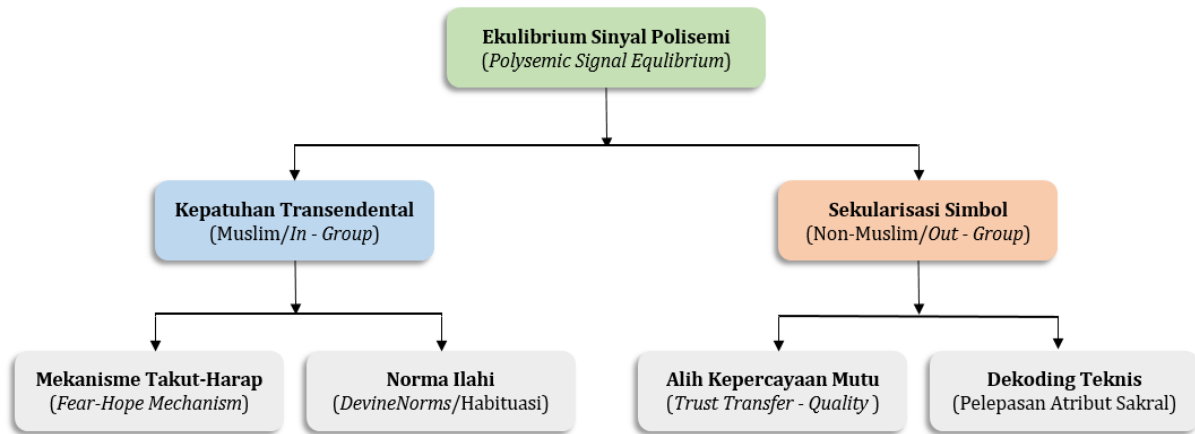 Ekulibrium Sinyal Polisemi
(Polysemic Signal Equlibrium)
Kepatuhan Transendental
(Muslim/In - Group)
Sekularisasi Simbol
(Non-Muslim/Out - Group)
Mekanisme Takut-Harap
(Fear-Hope Mechanism)
Norma Ilahi
(DevineNorms/Habituasi)
Alih Kepercayaan Mutu
(Trust Transfer - Quality )
Dekoding Teknis
(Pelepasan Atribut Sakral)